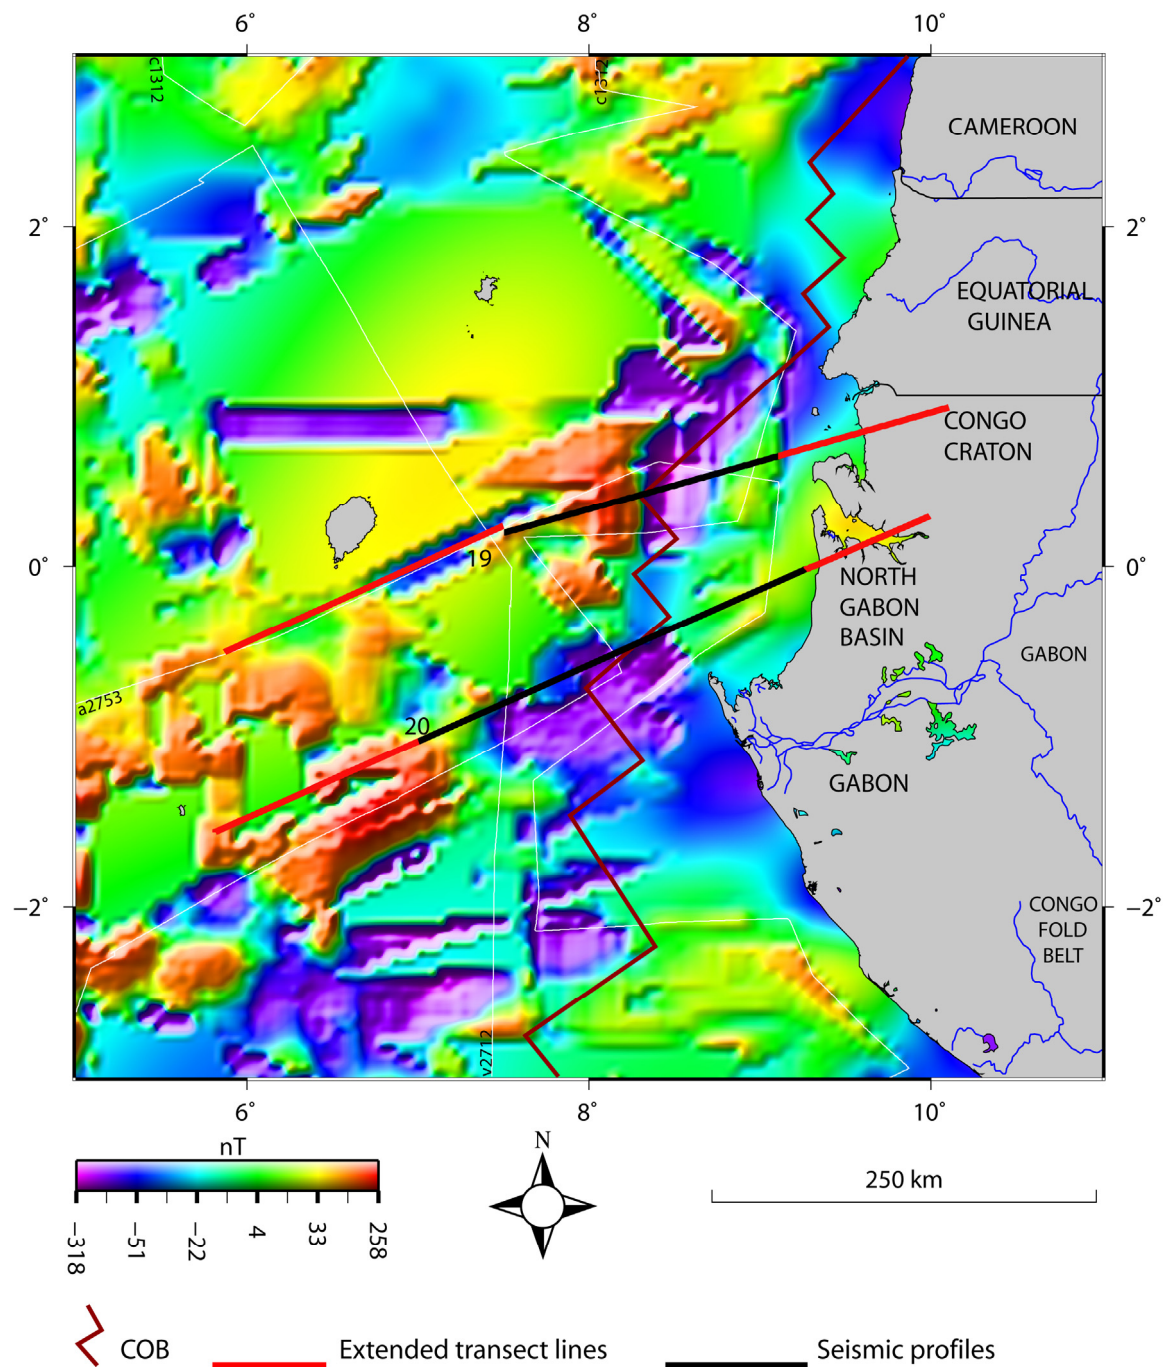 6°
8°
10°
c1312
c1312
CAMEROON
2°
2°
EQUATORIAL
GUINEA
CONGO
CRATON
19
0°
0°
NORTH
GABON
BASIN
GABON
a2753
20
GABON
−2°
−2°
CONGO
FOLD
BELT
v2712
6°
8°
10°
nT
−318
−51
−22
4
33
258
N
250 km
COB
Extended transect lines
Seismic profiles